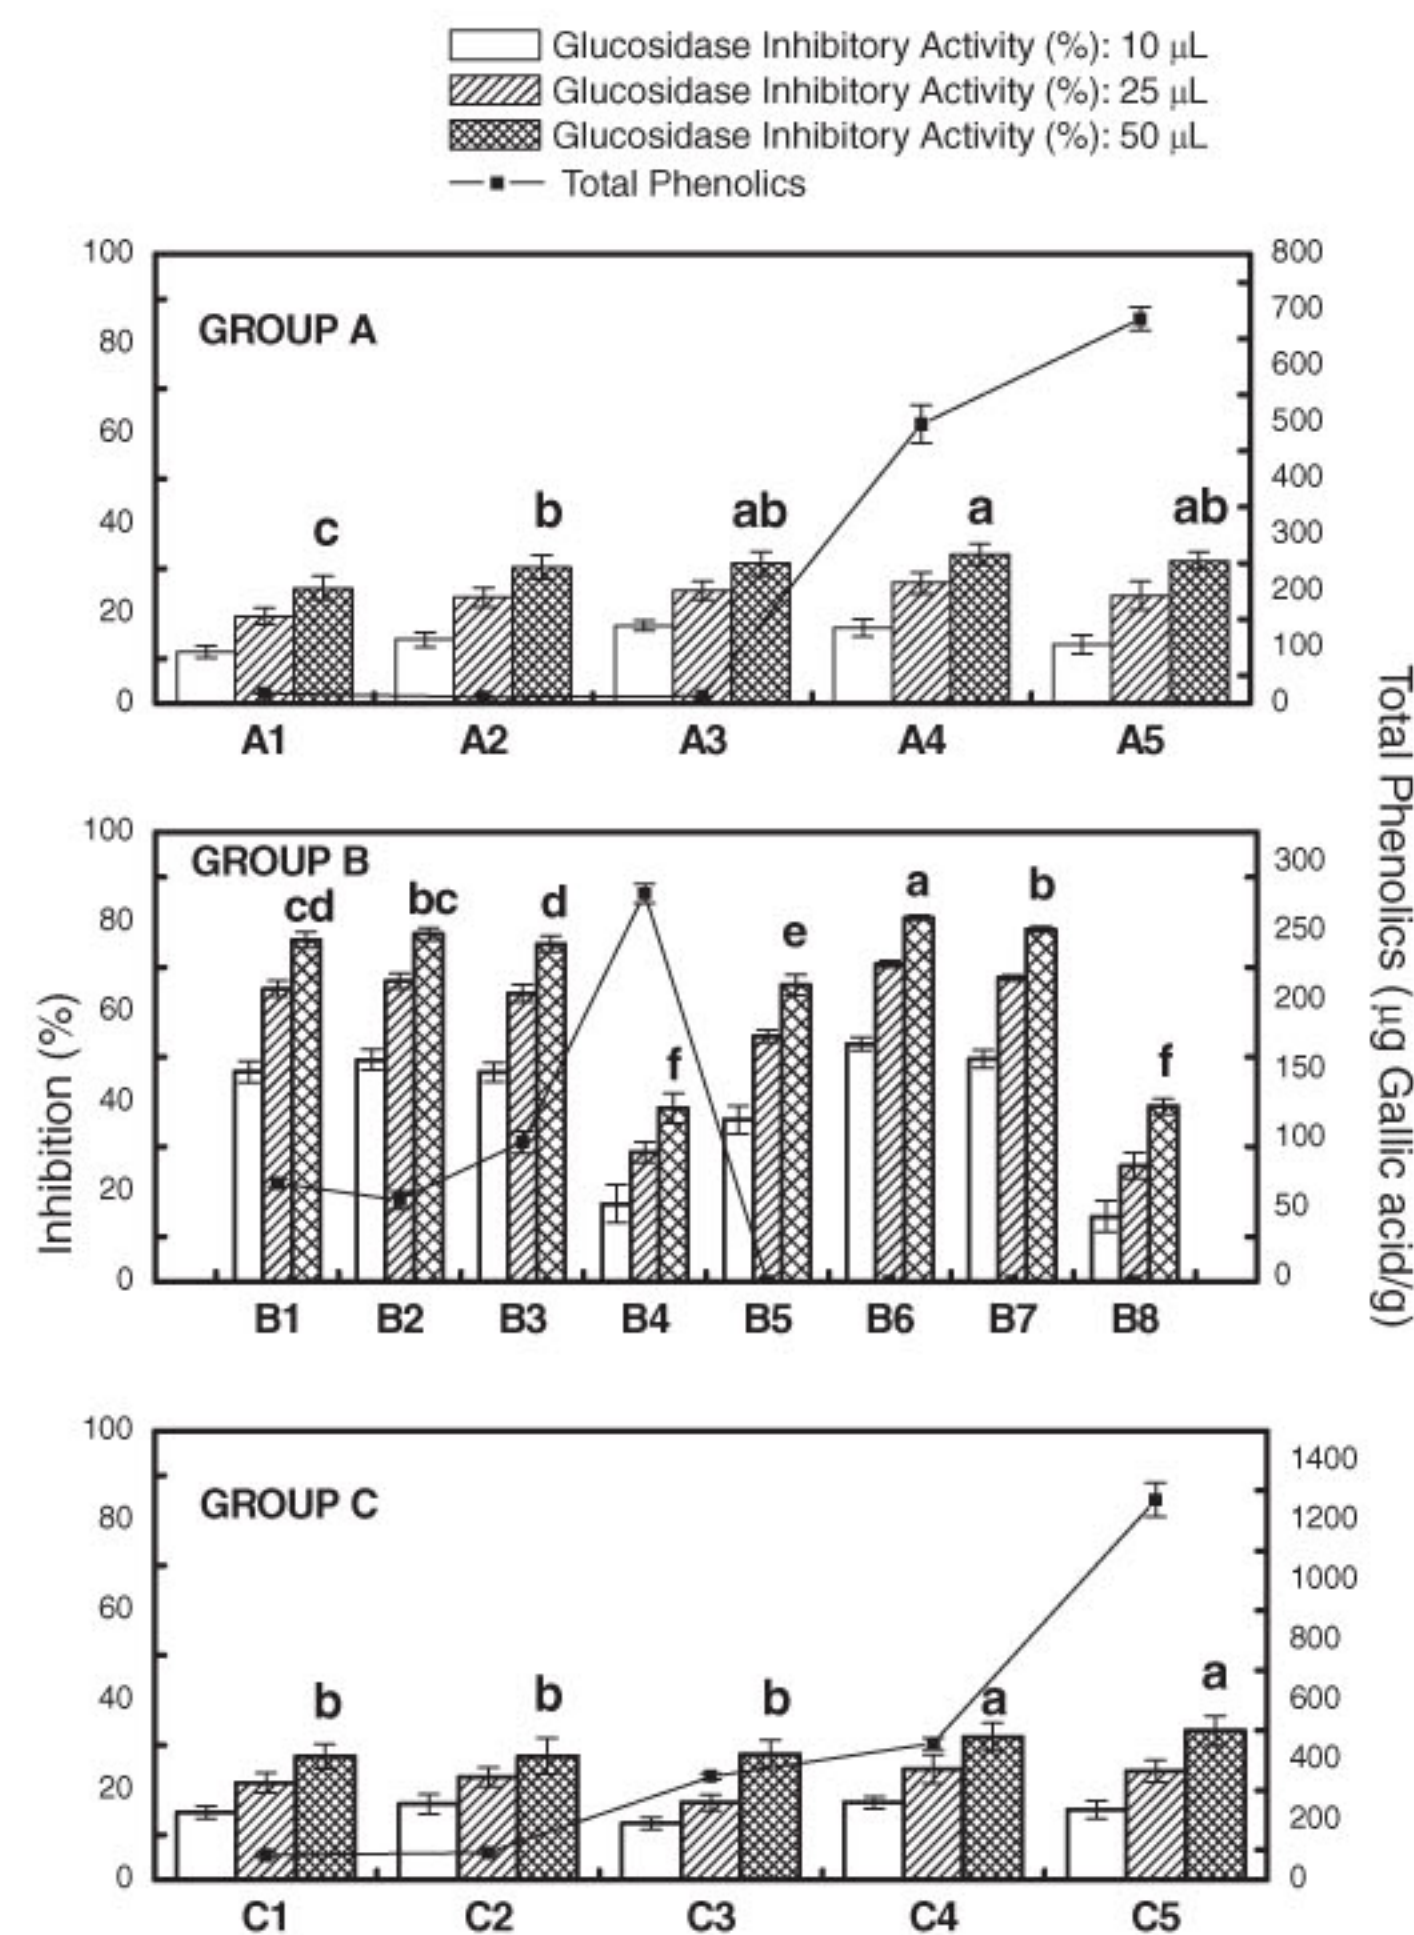 Glucosidase Inhibitory Activity (%): 10 μL
Glucosidase Inhibitory Activity (%): 25 μL
Glucosidase Inhibitory Activity (%): 50 μL
Total Phenolics
100
80
60
40
20
0
GROUP A
c
b
ab
a
ab
800
700
600
500
400
300
200
100
0
A1 A2 A3 A4 A5
Inhibition (%)
Total Phenolics (μg Gallic acid/g)
100
80
60
40
20
0
GROUP B
cd
bc
d
f
e
a
b
f
300
250
200
150
100
50
0
B1 B2 B3 B4 B5 B6 B7 B8
100
80
60
40
20
0
GROUP C
b
b
b
a
a
1400
1200
1000
800
600
400
200
0
C1 C2 C3 C4 C5